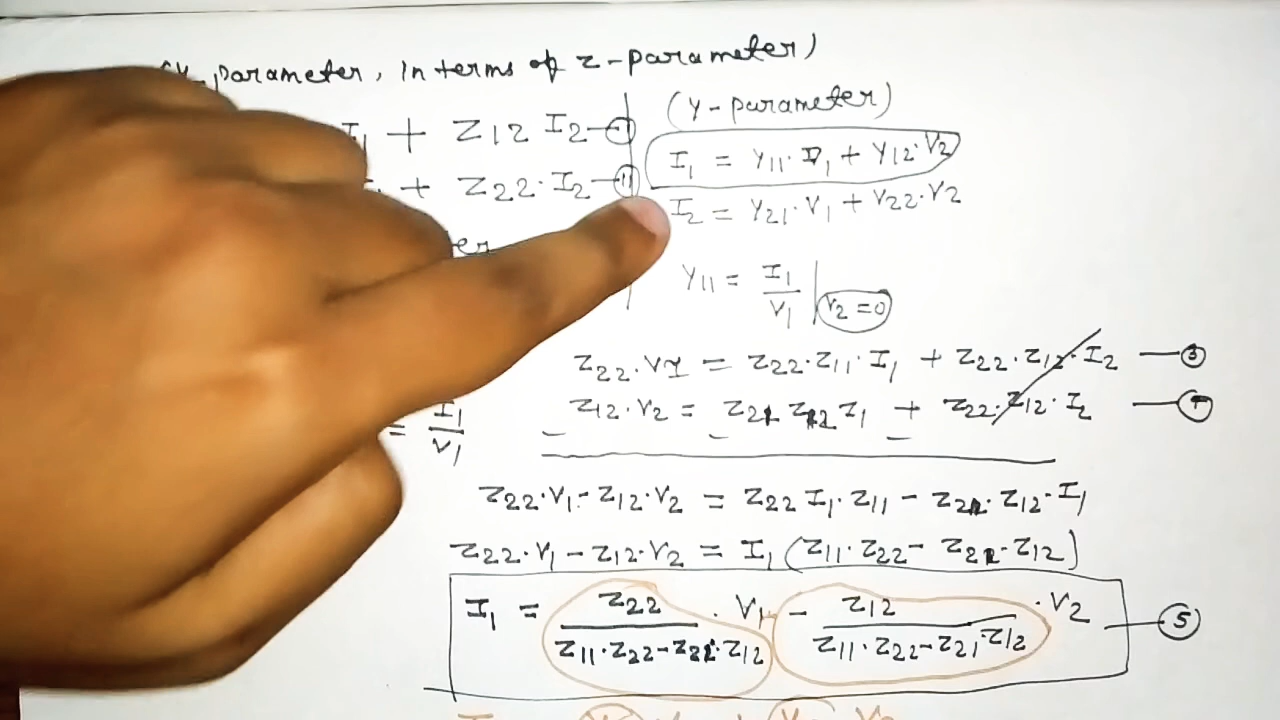 parameter, in terms of z-parameter)
I1 + Z12 I2 -
+ Z22·I2 - (11)
er
= I1/V1
(Y-parameter)
I1 = Y11· V1 + Y12·V2
I2 = Y21·V1 + V22·V2
Y11 = I1/V1 | V2=0
Z22·V1 = Z22·Z11·I1 + Z22·Z12·I2 — (3)
Z12·V2 = Z21 Z12 I1 + Z22·Z12·I2 — (4)
Z22·V1 - Z12·V2 = Z22 I1·Z11 - Z21·Z12·I1
Z22·V1 - Z12·V2 = I1 (Z11·Z22 - Z21·Z12)
I1 = Z22/(Z11·Z22-Z21·Z12) · V1 - Z12/(Z11·Z22-Z21·Z12) · V2 — (5)